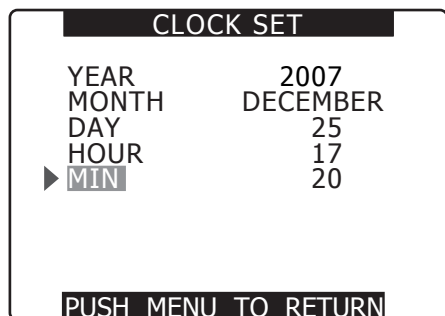 CLOCK SET
YEAR 2007
MONTH DECEMBER
DAY 25
HOUR 17
MIN 20
PUSH MENU TO RETURN